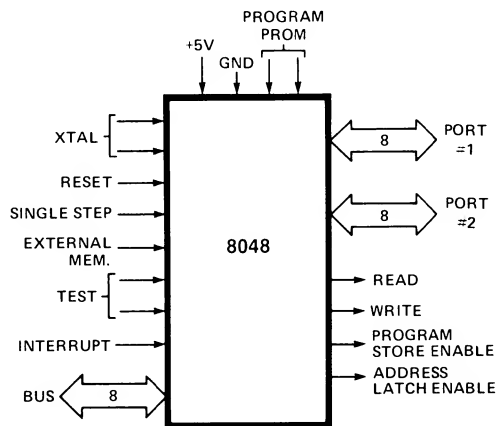 PROGRAM
PROM
+5V
GND
XTAL
RESET
SINGLE STEP
EXTERNAL
MEM.
TEST
INTERRUPT
BUS
8
8048
8
PORT
#1
8
PORT
#2
READ
WRITE
PROGRAM
STORE ENABLE
ADDRESS
LATCH ENABLE